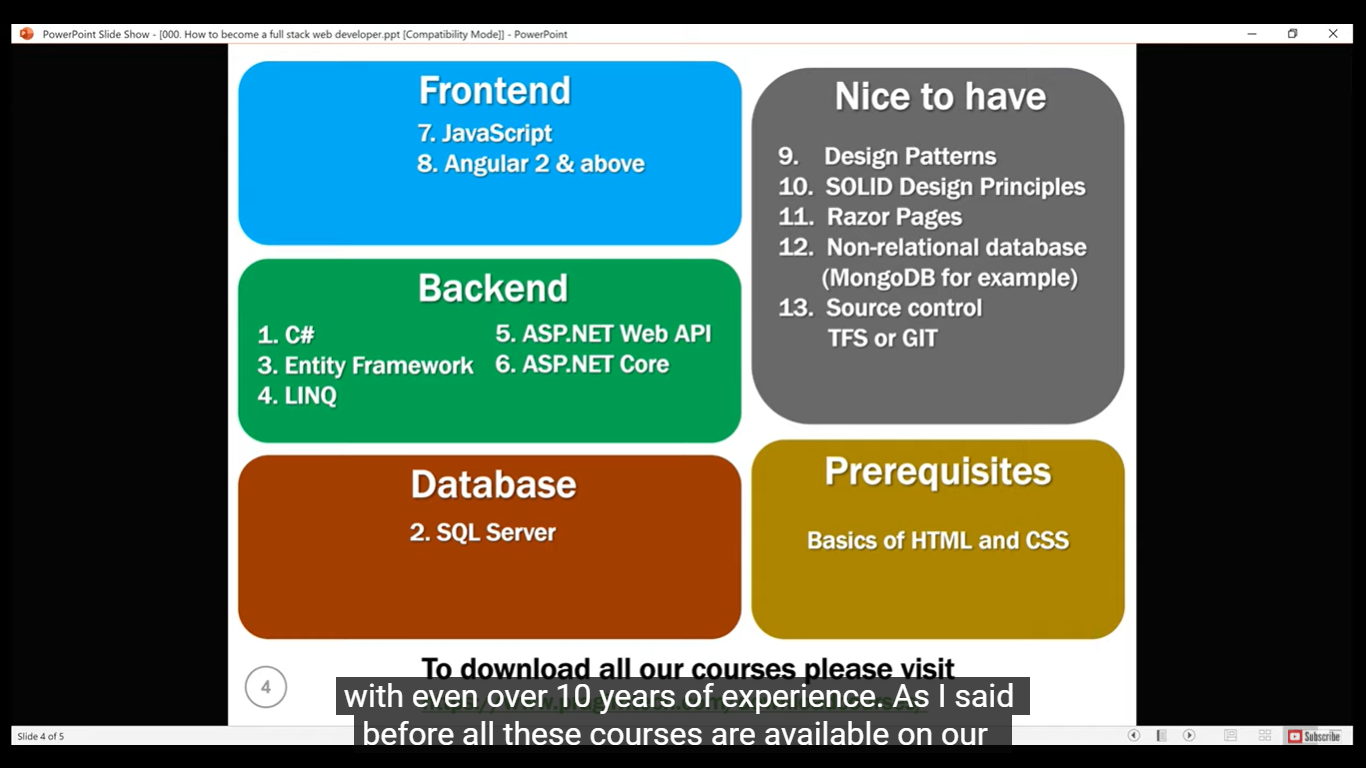 PowerPoint Slide Show - [000. How to become a full stack web developer.ppt [Compatibility Mode]] - PowerPoint
Frontend
7. JavaScript
8. Angular 2 & above
Backend
1. C#
3. Entity Framework
4. LINQ
5. ASP.NET Web API
6. ASP.NET Core
Database
2. SQL Server
Nice to have
9. Design Patterns
10. SOLID Design Principles
11. Razor Pages
12. Non-relational database
(MongoDB for example)
13. Source control
TFS or GIT
Prerequisites
Basics of HTML and CSS
To download all our courses please visit
4
with even over 10 years of experience. As I said
before all these courses are available on our
Slide 4 of 5
Subscribe